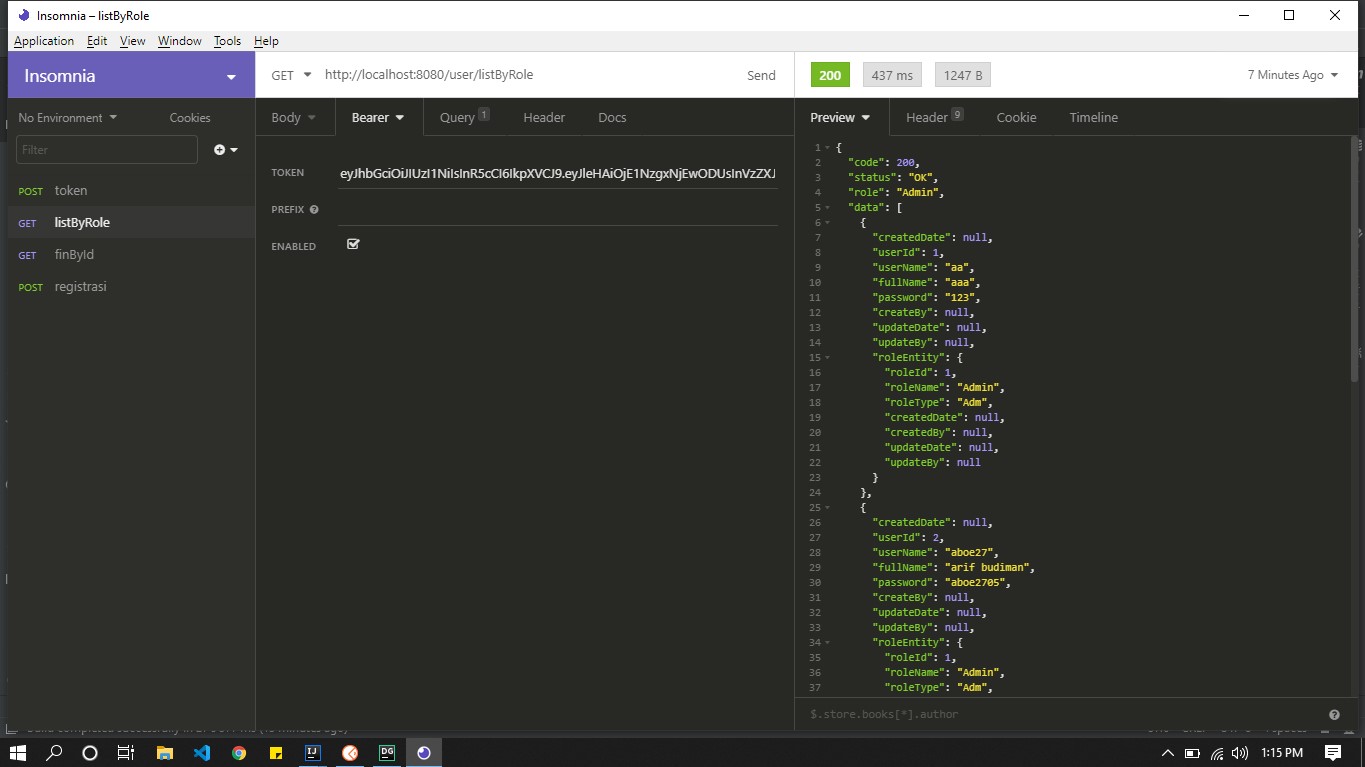 Insomnia – listByRole
Application Edit View Window Tools Help
Insomnia
GET http://localhost:8080/user/listByRole Send
200 437 ms 1247 B 7 Minutes Ago
No Environment Cookies
Body Bearer Query 1 Header Docs
Preview Header 9 Cookie Timeline
Filter
POST token
GET listByRole
GET finById
POST registrasi
TOKEN eyJhbGciOiJIUzI1NiIsInR5cCI6IkpXVCJ9.eyJleHAiOjE1NzgxNjEwODUsInVzZXJ
PREFIX
ENABLED
1 {
2 "code": 200,
3 "status": "OK",
4 "role": "Admin",
5 "data": [
6 {
7 "createdDate": null,
8 "userId": 1,
9 "userName": "aa",
10 "fullName": "aaa",
11 "password": "123",
12 "createBy": null,
13 "updateDate": null,
14 "updateBy": null,
15 "roleEntity": {
16 "roleId": 1,
17 "roleName": "Admin",
18 "roleType": "Adm",
19 "createdDate": null,
20 "createdBy": null,
21 "updateDate": null,
22 "updateBy": null
23 }
24 },
25 {
26 "createdDate": null,
27 "userId": 2,
28 "userName": "aboe27",
29 "fullName": "arif budiman",
30 "password": "aboe2705",
31 "createBy": null,
32 "updateDate": null,
33 "updateBy": null,
34 "roleEntity": {
35 "roleId": 1,
36 "roleName": "Admin",
37 "roleType": "Adm",
$.store.books[*].author
IJ
DG
1:15 PM